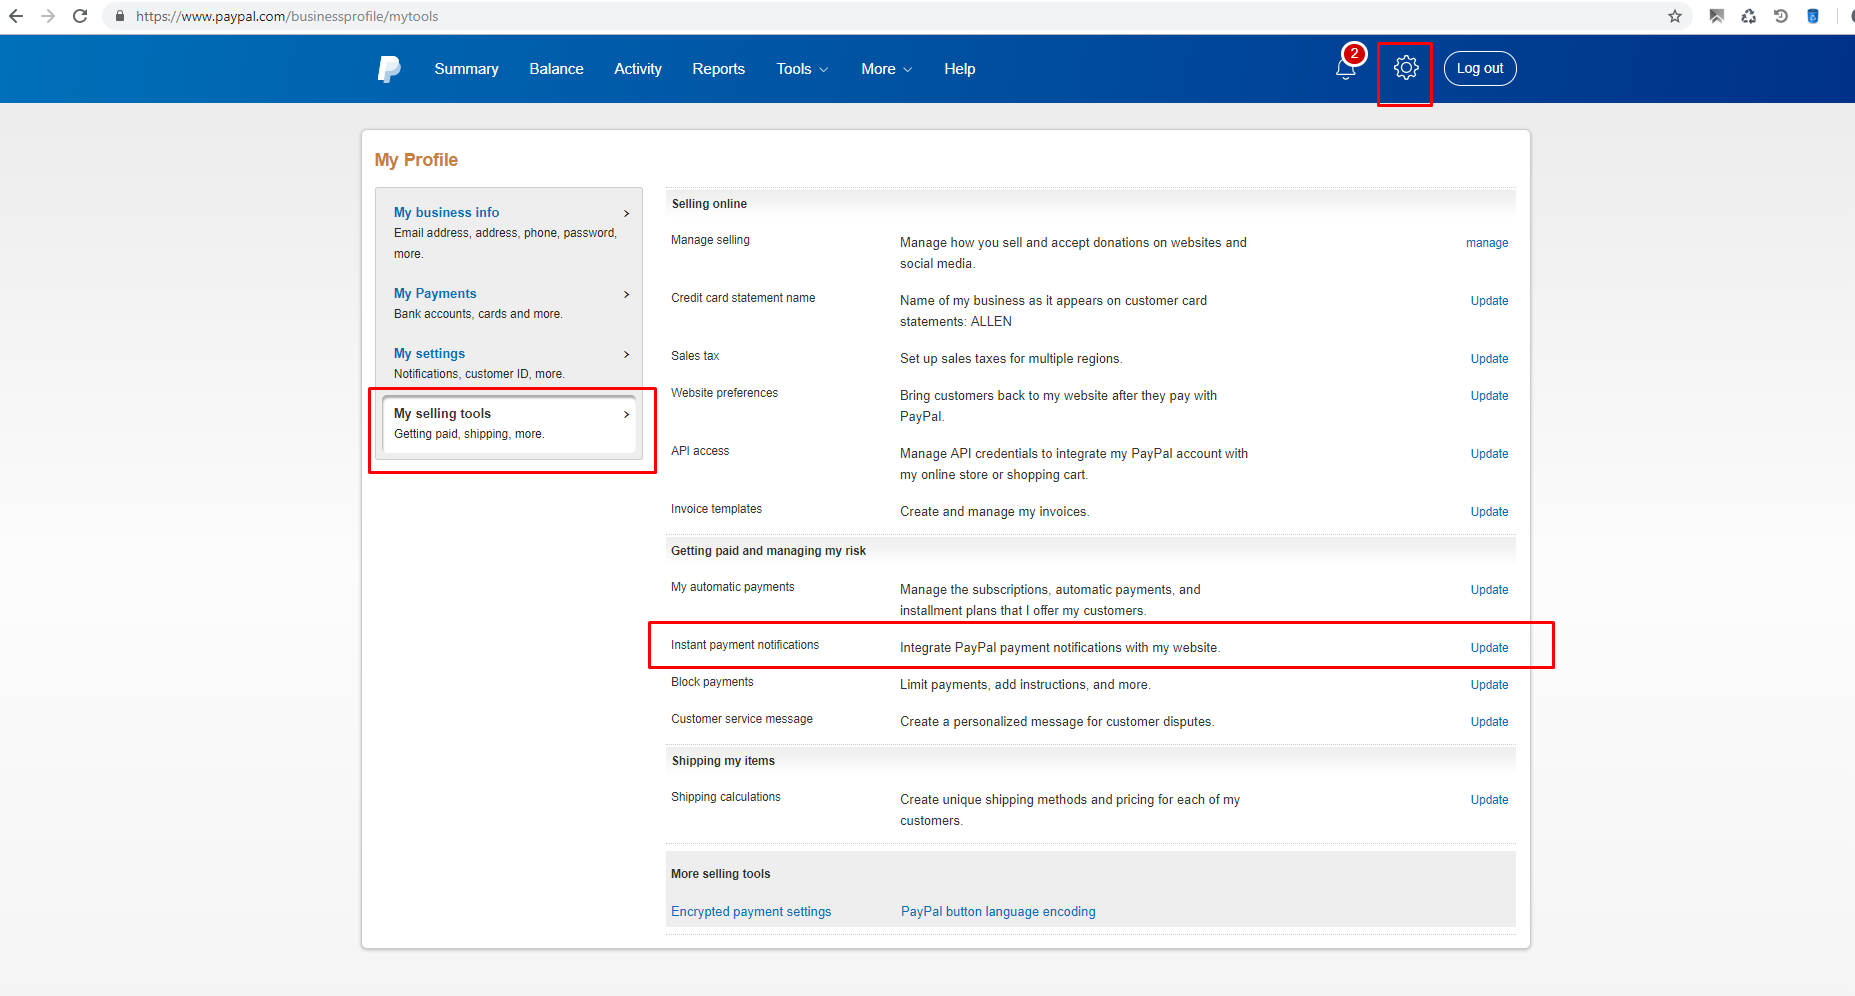 https://www.paypal.com/businessprofile/mytools
Summary Balance Activity Reports Tools More Help 2 Log out
My Profile
My business info
Email address, address, phone, password,
more.
My Payments
Bank accounts, cards and more.
My settings
Notifications, customer ID, more.
My selling tools
Getting paid, shipping, more.
Selling online
Manage selling Manage how you sell and accept donations on websites and manage
social media.
Credit card statement name Name of my business as it appears on customer card Update
statements: ALLEN
Sales tax Set up sales taxes for multiple regions. Update
Website preferences Bring customers back to my website after they pay with Update
PayPal.
API access Manage API credentials to integrate my PayPal account with Update
my online store or shopping cart.
Invoice templates Create and manage my invoices. Update
Getting paid and managing my risk
My automatic payments Manage the subscriptions, automatic payments, and Update
installment plans that I offer my customers.
Instant payment notifications Integrate PayPal payment notifications with my website. Update
Block payments Limit payments, add instructions, and more. Update
Customer service message Create a personalized message for customer disputes. Update
Shipping my items
Shipping calculations Create unique shipping methods and pricing for each of my Update
customers.
More selling tools
Encrypted payment settings PayPal button language encoding